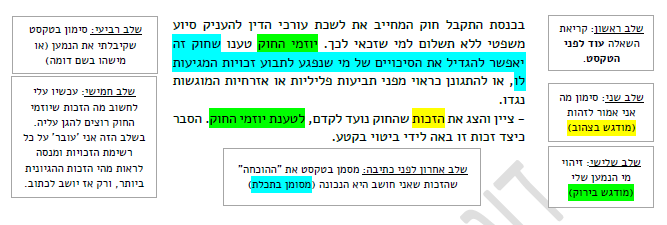 שלב ראשון: קריאת
השאלה עוד לפני
הטקסט.
שלב שני: סימון מה
אני אמור לזהות
(מודגש בצהוב)
שלב שלישי: זיהוי
מי הנמען שלי
(מודגש בירוק)
בכנסת התקבל חוק המחייב את לשכת עורכי הדין להעניק סיוע
משפטי ללא תשלום למי שזכאי לכך. יוזמי החוק טענו שחוק זה
יאפשר להגדיל את הסיכויים של מי שנפגע לתבוע זכויות המגיעות
לו, או להתגונן כראוי מפני תביעות פליליות או אזרחיות המוגשות
נגדו.
– ציין והצג את הזכות שהחוק נועד לקדם, לטענת יוזמי החוק. הסבר
כיצד זכות זו באה לידי ביטוי בקטע.
שלב רביעי: סימון בטקסט
שקיבלתי את הנמען (או
מישהו בשם דומה)
שלב חמישי: עכשיו עליי
לחשוב מה הזכות שיוזמי
החוק רוצים להגן עליה.
בשלב הזה אני 'עובר' על כל
רשימת הזכויות ומנסה
לראות מהי הזכות ההגיונית
ביותר, ורק אז יושב לכתוב.
שלב אחרון לפני כתיבה: מסמן בטקסט את "ההוכחה"
שהזכות שאני חושב היא הנכונה (מסומן בתכלת)